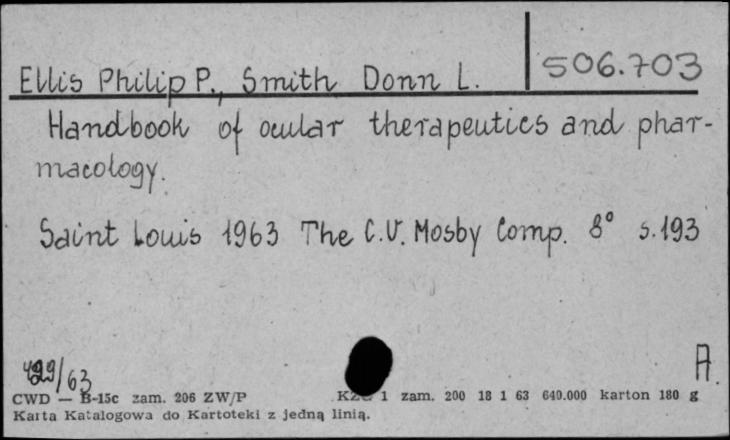 Ellis Philip P., Smith Donn L. 506.703
Handbook of ocular therapeutics and phar-
macology.
Saint Louis 1963 The C.V. Mosby Comp. 8° s.193
/63 A
CWD — B-15c zam. 206 ZW/P 1 zam. 200 18 1 63 640.000 karton 180 g
Karta Katalogowa do Kartoteki z jedną linią.